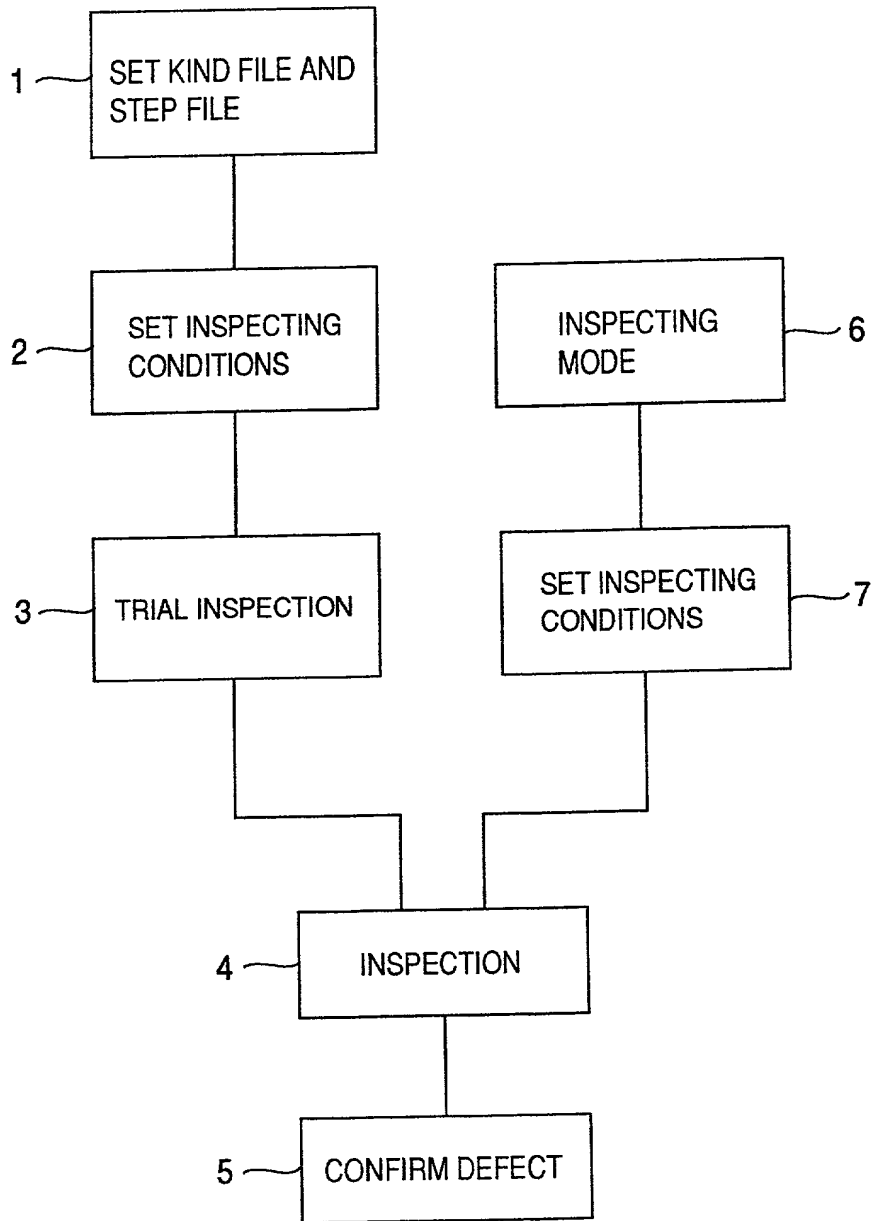 1
SET KIND FILE AND
STEP FILE
2
SET INSPECTING
CONDITIONS
INSPECTING
MODE
6
3
TRIAL INSPECTION
SET INSPECTING
CONDITIONS
7
4
INSPECTION
5
CONFIRM DEFECT